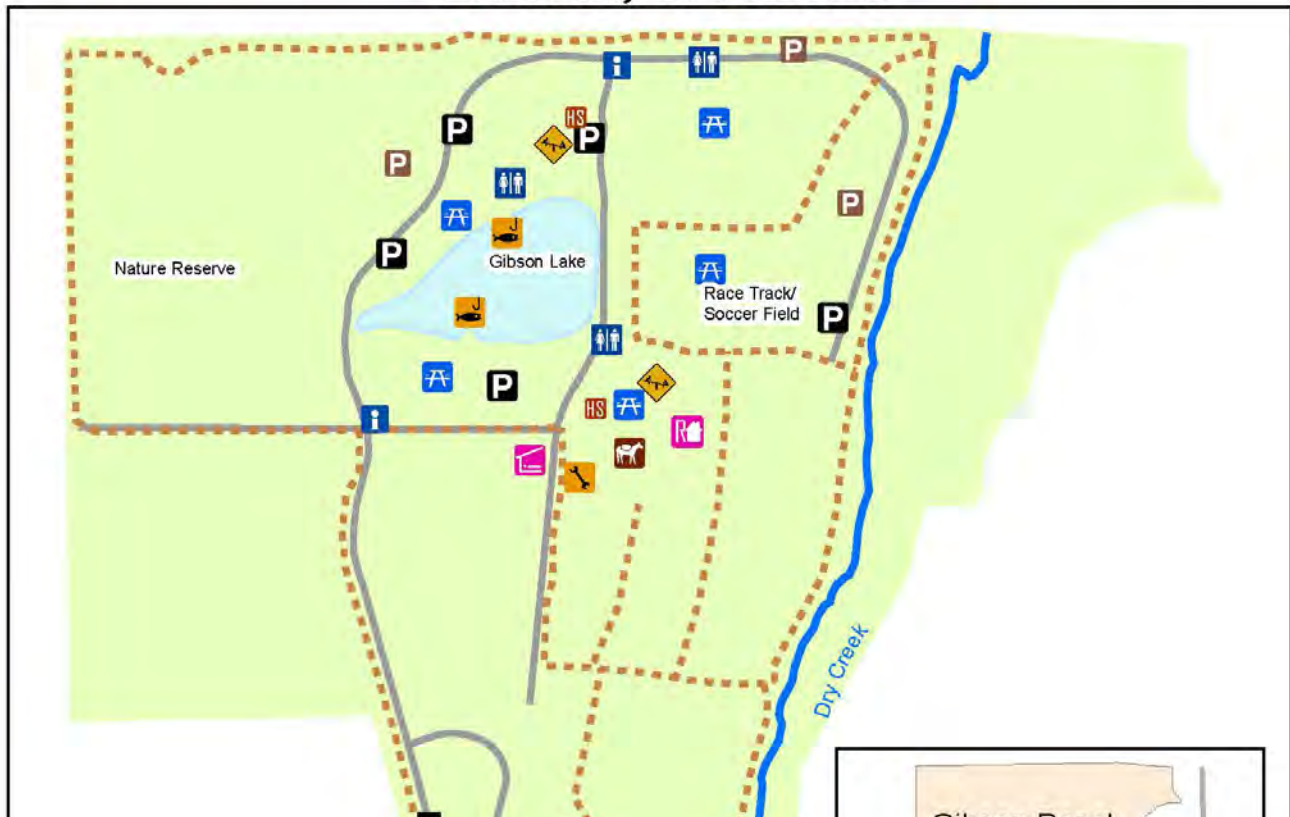 i
P
HS
P
P
P
P
P
Nature Reserve
Gibson Lake
Race Track/
Soccer Field
P
P
HS
i
R
Dry Creek